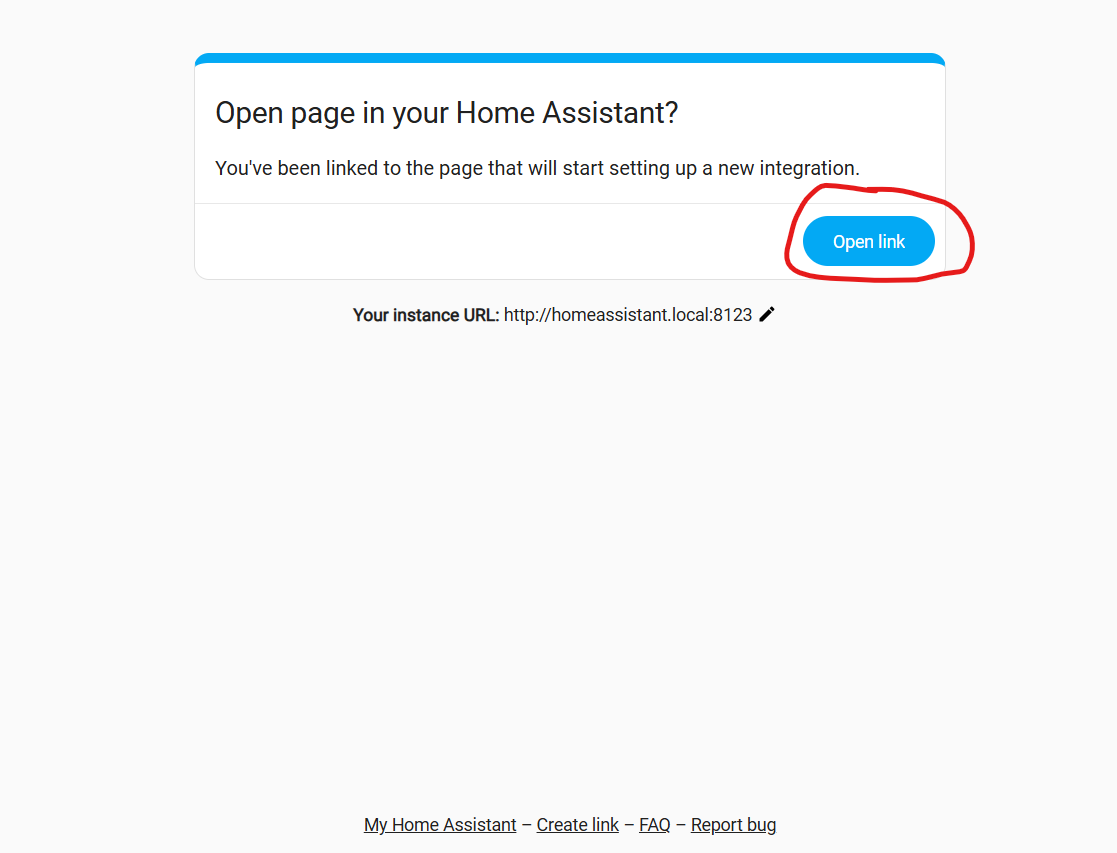 Open page in your Home Assistant?
You've been linked to the page that will start setting up a new integration.
Open link
Your instance URL: http://homeassistant.local:8123
My Home Assistant – Create link – FAQ – Report bug